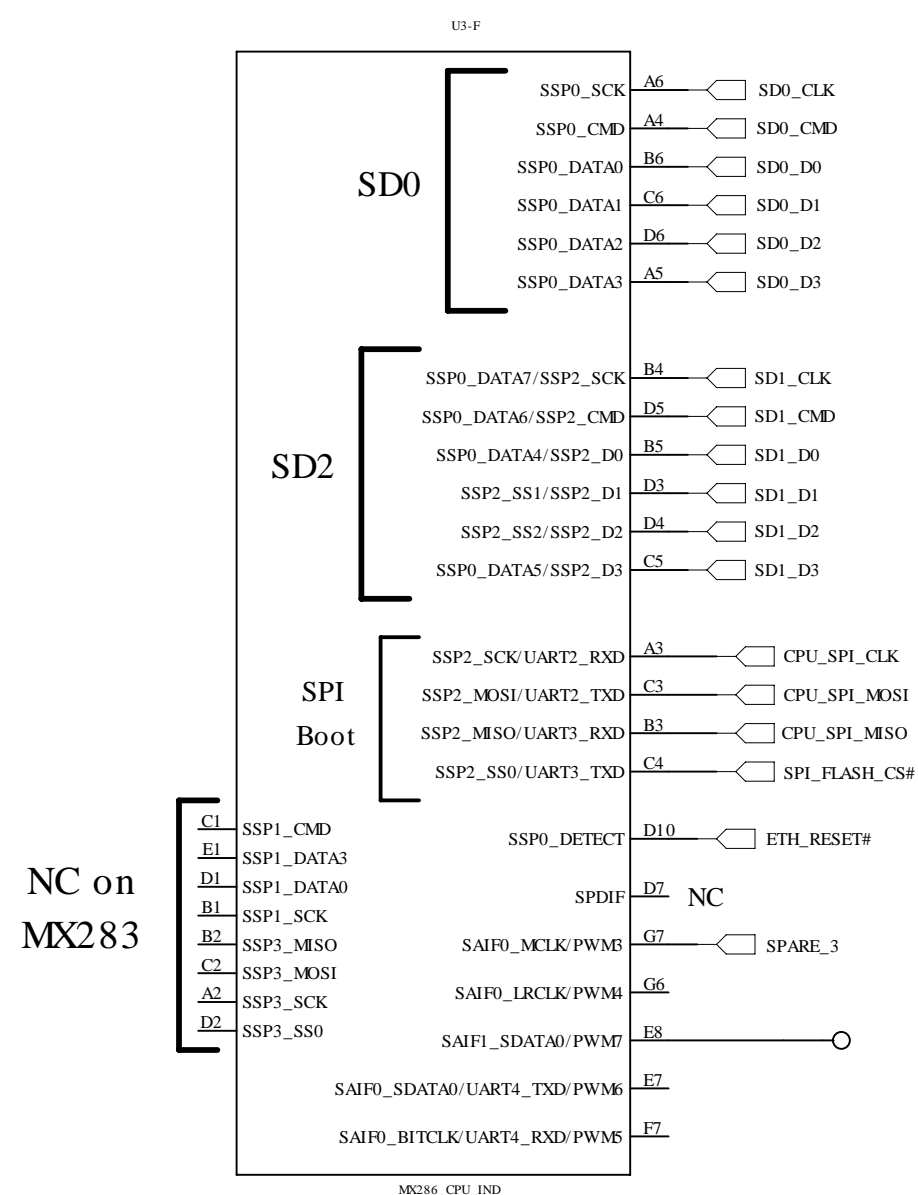 U3-F
SD0
SSP0_SCK A6 SD0_CLK
SSP0_CMD A4 SD0_CMD
SSP0_DATA0 B6 SD0_D0
SSP0_DATA1 C6 SD0_D1
SSP0_DATA2 D6 SD0_D2
SSP0_DATA3 A5 SD0_D3
SD2
SSP0_DATA7/SSP2_SCK B4 SD1_CLK
SSP0_DATA6/SSP2_CMD D5 SD1_CMD
SSP0_DATA4/SSP2_D0 B5 SD1_D0
SSP2_SS1/SSP2_D1 D3 SD1_D1
SSP2_SS2/SSP2_D2 D4 SD1_D2
SSP0_DATA5/SSP2_D3 C5 SD1_D3
SPI
Boot
SSP2_SCK/UART2_RXD A3 CPU_SPI_CLK
SSP2_MOSI/UART2_TXD C3 CPU_SPI_MOSI
SSP2_MISO/UART3_RXD B3 CPU_SPI_MISO
SSP2_SS0/UART3_TXD C4 SPI_FLASH_CS#
NC on
MX283
C1 SSP1_CMD
E1 SSP1_DATA3
D1 SSP1_DATA0
B1 SSP1_SCK
B2 SSP3_MISO
C2 SSP3_MOSI
A2 SSP3_SCK
D2 SSP3_SS0
SSP0_DETECT D10 ETH_RESET#
SPDIF D7 NC
SAIF0_MCLK/PWM3 G7 SPARE_3
SAIF0_LRCLK/PWM4 G6
SAIF1_SDATA0/PWM7 E8
SAIF0_SDATA0/UART4_TXD/PWM6 E7
SAIF0_BITCLK/UART4_RXD/PWM5 F7
MX286_CPU_IND